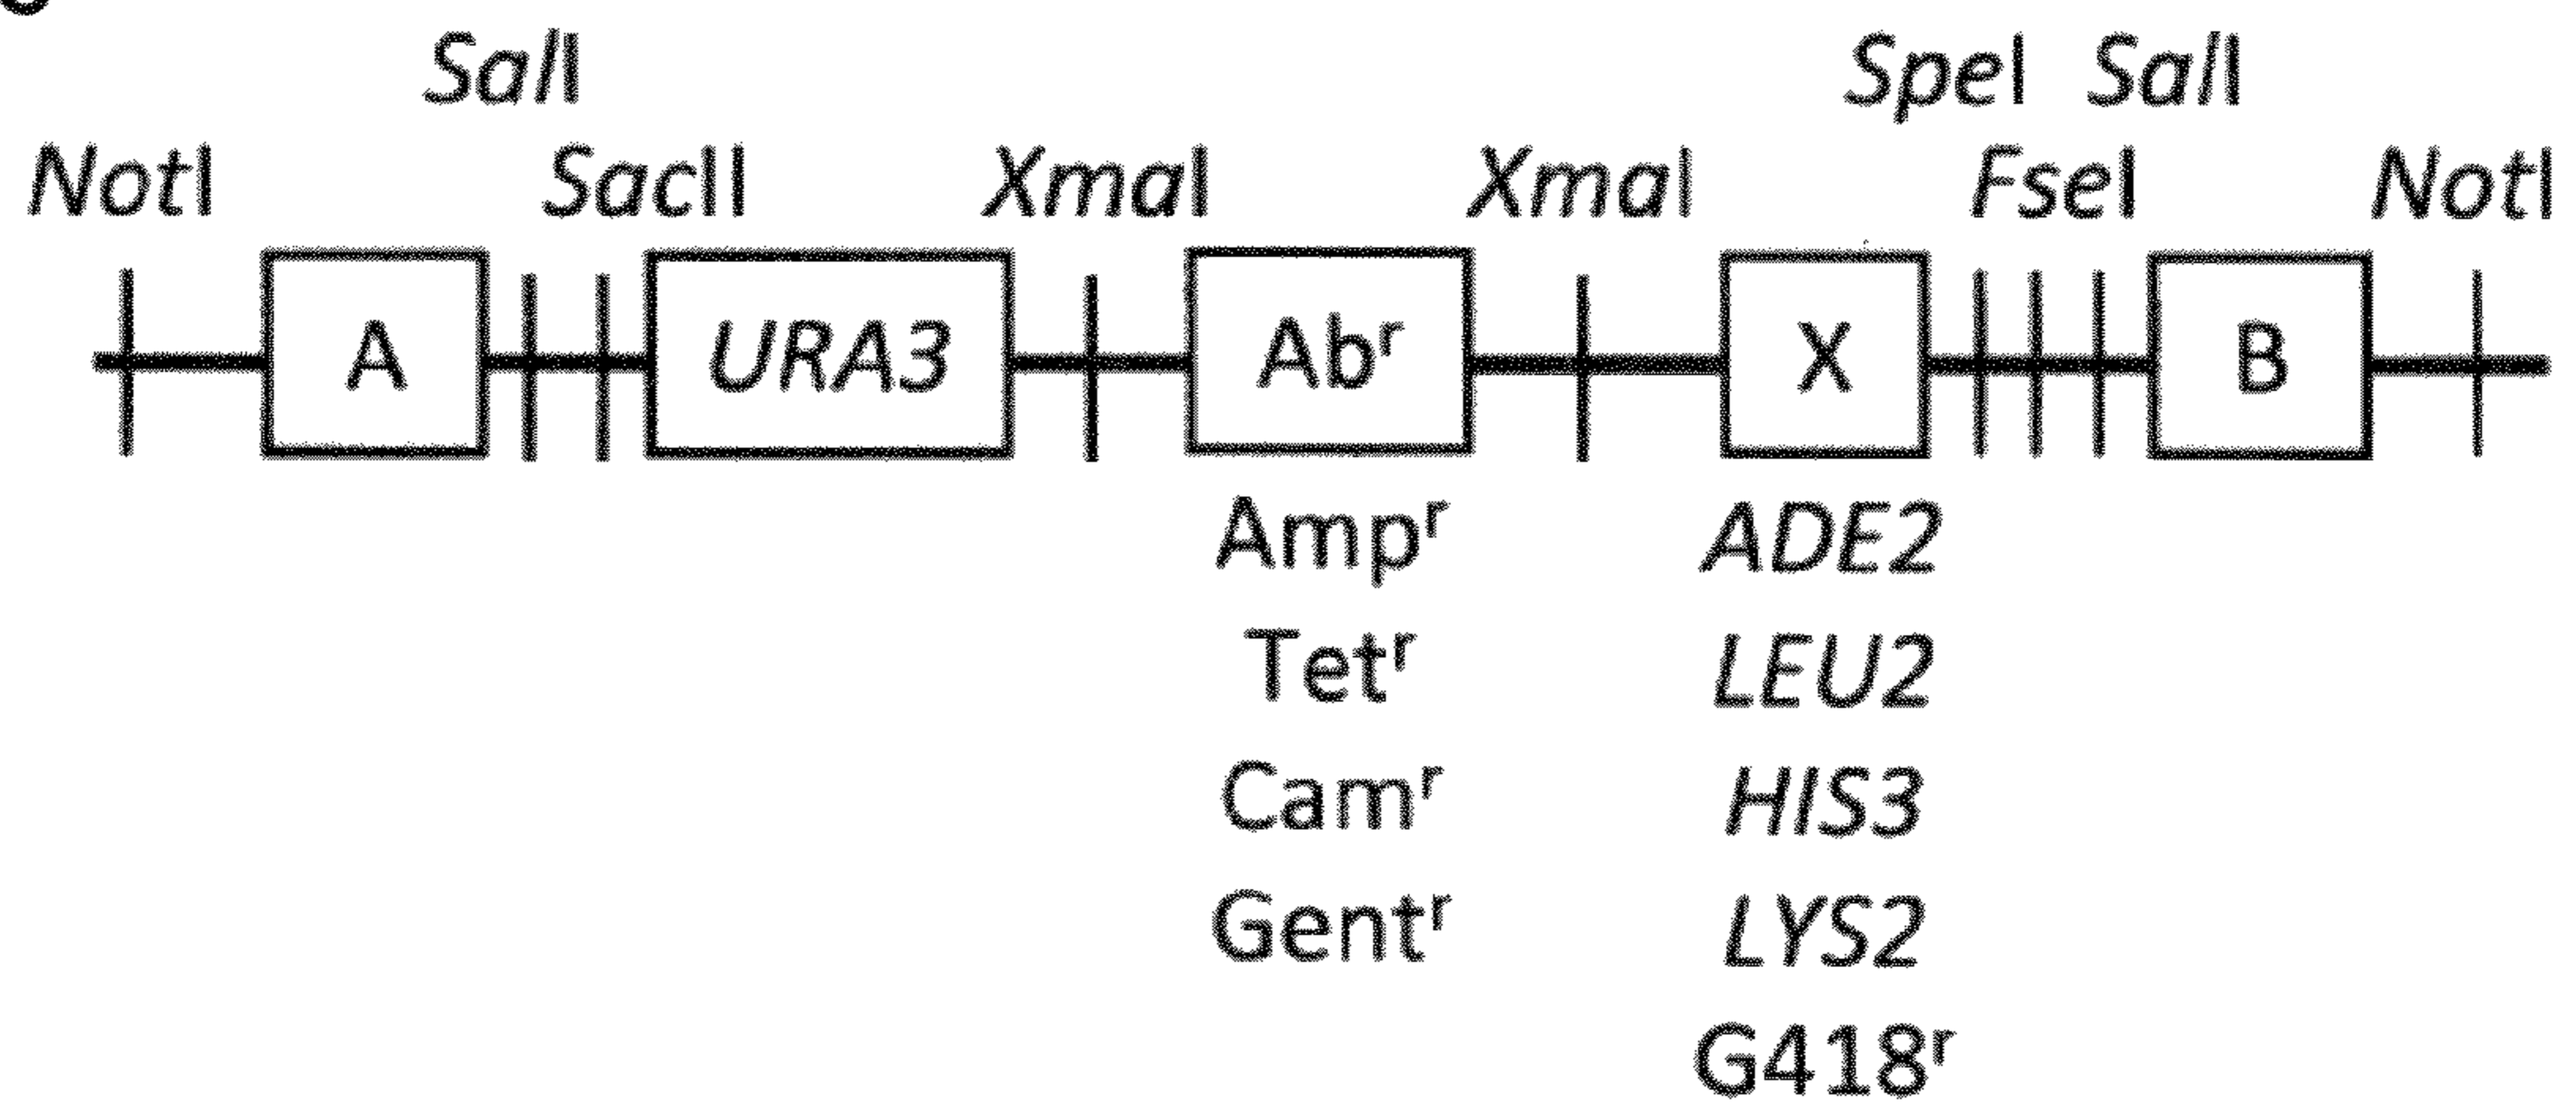 SalI SpeI SalI
NotI SacII XmaI XmaI FseI NotI
A URA3 Abʳ X B
Ampʳ ADE2
Tetʳ LEU2
Camʳ HIS3
Gentʳ LYS2
G418ʳ